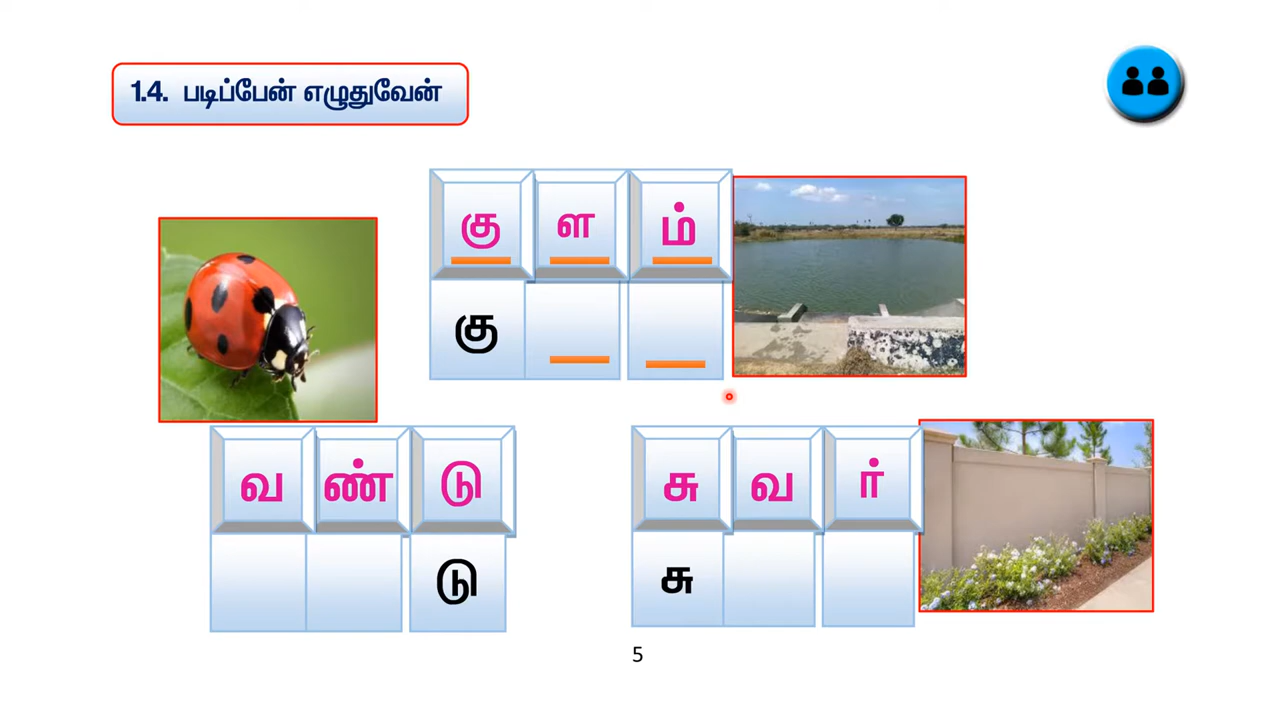 1.4. படிப்பேன் எழுதுவேன்
கு ள ம்
கு _ _
வ ண் டு
டு
சு வ ர்
சு
5